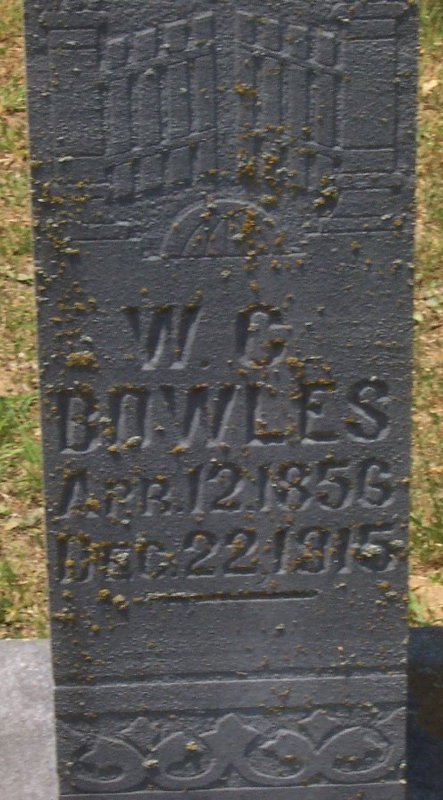 W. G.
BOWLES
APR. 12, 1856
DEC. 22, 1915